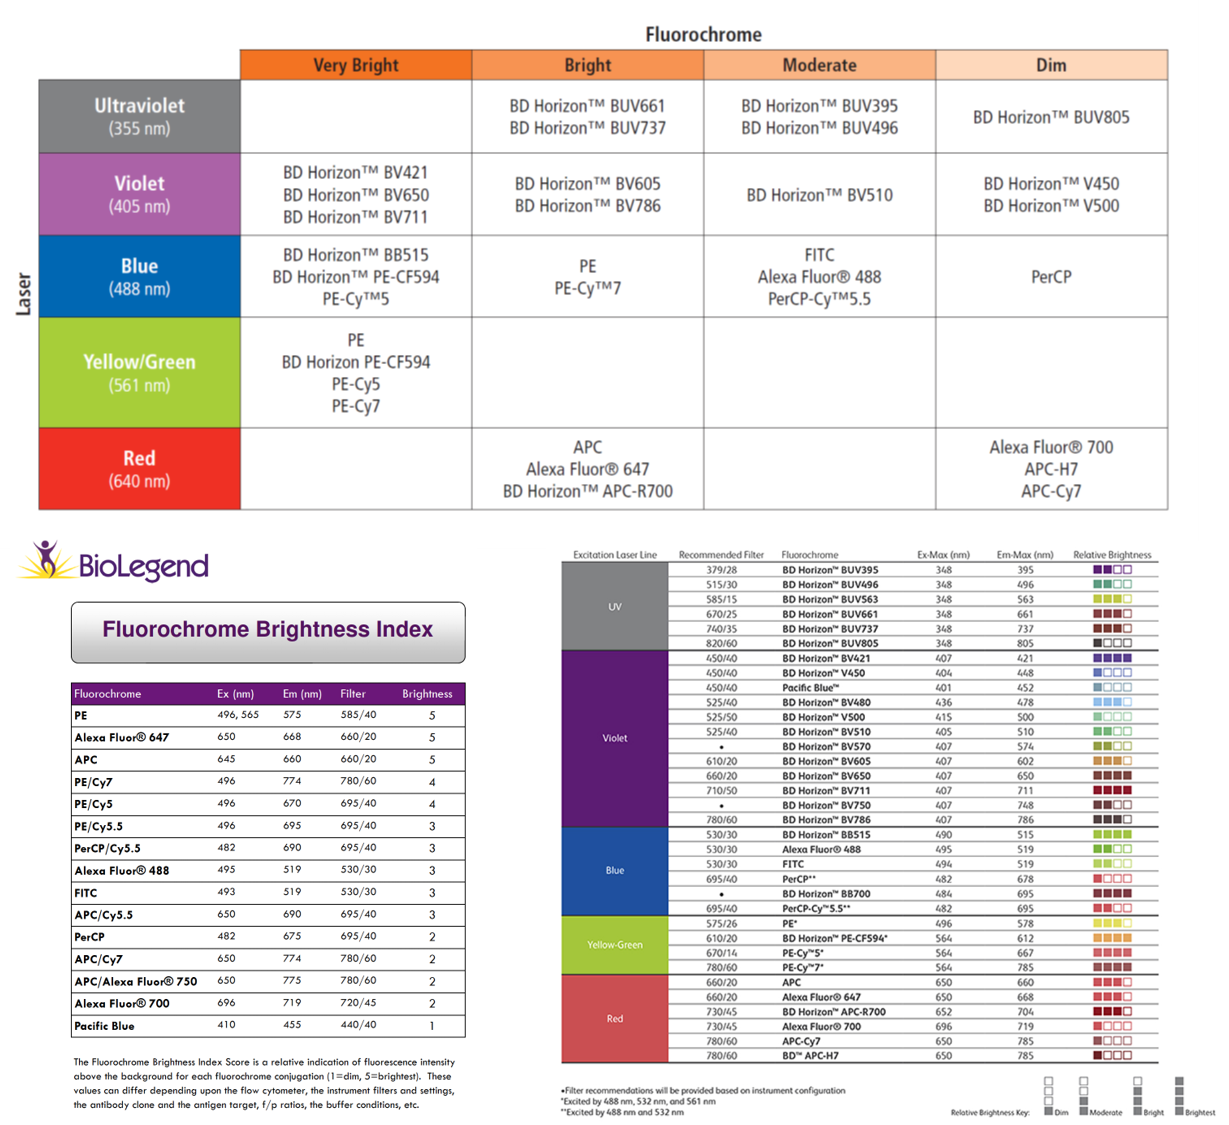 Fluorochrome
Very Bright Bright Moderate Dim
Laser
Ultraviolet
(355 nm)
BD Horizon™ BUV661
BD Horizon™ BUV737
BD Horizon™ BUV395
BD Horizon™ BUV496
BD Horizon™ BUV805
Violet
(405 nm)
BD Horizon™ BV421
BD Horizon™ BV650
BD Horizon™ BV711
BD Horizon™ BV605
BD Horizon™ BV786
BD Horizon™ BV510
BD Horizon™ V450
BD Horizon™ V500
Blue
(488 nm)
BD Horizon™ BB515
BD Horizon™ PE-CF594
PE-Cy™5
PE
PE-Cy™7
FITC
Alexa Fluor® 488
PerCP-Cy™5.5
PerCP
Yellow/Green
(561 nm)
PE
BD Horizon PE-CF594
PE-Cy5
PE-Cy7
Red
(640 nm)
APC
Alexa Fluor® 647
BD Horizon™ APC-R700
Alexa Fluor® 700
APC-H7
APC-Cy7
BioLegend
Fluorochrome Brightness Index
Fluorochrome Ex (nm) Em (nm) Filter Brightness
PE 496, 565 575 585/40 5
Alexa Fluor® 647 650 668 660/20 5
APC 645 660 660/20 5
PE/Cy7 496 774 780/60 4
PE/Cy5 496 670 695/40 4
PE/Cy5.5 496 695 695/40 3
PerCP/Cy5.5 482 690 695/40 3
Alexa Fluor® 488 495 519 530/30 3
FITC 493 519 530/30 3
APC/Cy5.5 650 690 695/40 3
PerCP 482 675 695/40 2
APC/Cy7 650 774 780/60 2
APC/Alexa Fluor® 750 650 775 780/60 2
Alexa Fluor® 700 696 719 720/45 2
Pacific Blue 410 455 440/40 1
The Fluorochrome Brightness Index Score is a relative indication of fluorescence intensity
above the background for each fluorochrome conjugation (1=dim, 5=brightest). These
values can differ depending upon the flow cytometer, the instrument filters and settings,
the antibody clone and the antigen target, f/p ratios, the buffer conditions, etc.
Excitation Laser Line Recommended Filter Fluorochrome Ex-Max (nm) Em-Max (nm) Relative Brightness
UV
379/28 BD Horizon™ BUV395 348 395
515/30 BD Horizon™ BUV496 348 496
585/15 BD Horizon™ BUV563 348 563
670/25 BD Horizon™ BUV661 348 661
740/35 BD Horizon™ BUV737 348 737
820/60 BD Horizon™ BUV805 348 805
Violet
450/40 BD Horizon™ BV421 407 421
450/40 BD Horizon™ V450 404 448
450/40 Pacific Blue™ 401 452
525/40 BD Horizon™ BV480 436 478
525/50 BD Horizon™ V500 415 500
525/40 BD Horizon™ BV510 405 510
• BD Horizon™ BV570 407 574
610/20 BD Horizon™ BV605 407 602
660/20 BD Horizon™ BV650 407 650
710/50 BD Horizon™ BV711 407 711
• BD Horizon™ BV750 407 748
780/60 BD Horizon™ BV786 407 786
Blue
530/30 BD Horizon™ BB515 490 515
530/30 Alexa Fluor® 488 495 519
530/30 FITC 494 519
695/40 PerCP** 482 678
• BD Horizon™ BB700 484 695
695/40 PerCP-Cy™5.5** 482 695
Yellow-Green
575/26 PE* 496 578
610/20 BD Horizon™ PE-CF594* 564 612
670/14 PE-Cy™5* 564 667
780/60 PE-Cy™7* 564 785
Red
660/20 APC 650 660
660/20 Alexa Fluor® 647 650 668
730/45 BD Horizon™ APC-R700 652 704
730/45 Alexa Fluor® 700 696 719
780/60 APC-Cy7 650 785
780/60 BD™ APC-H7 650 785
•Filter recommendations will be provided based on instrument configuration
*Excited by 488 nm, 532 nm, and 561 nm
**Excited by 488 nm and 532 nm
Relative Brightness Key: Dim Moderate Bright Brightest